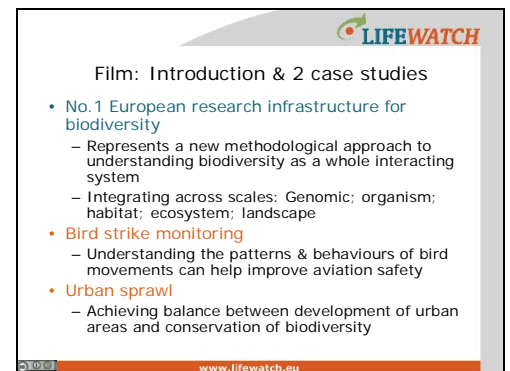 LIFEWATCH
Film: Introduction & 2 case studies
• No.1 European research infrastructure for
biodiversity
– Represents a new methodological approach to
understanding biodiversity as a whole interacting
system
– Integrating across scales: Genomic; organism;
habitat; ecosystem; landscape
• Bird strike monitoring
– Understanding the patterns & behaviours of bird
movements can help improve aviation safety
• Urban sprawl
– Achieving balance between development of urban
areas and conservation of biodiversity
www.lifewatch.eu